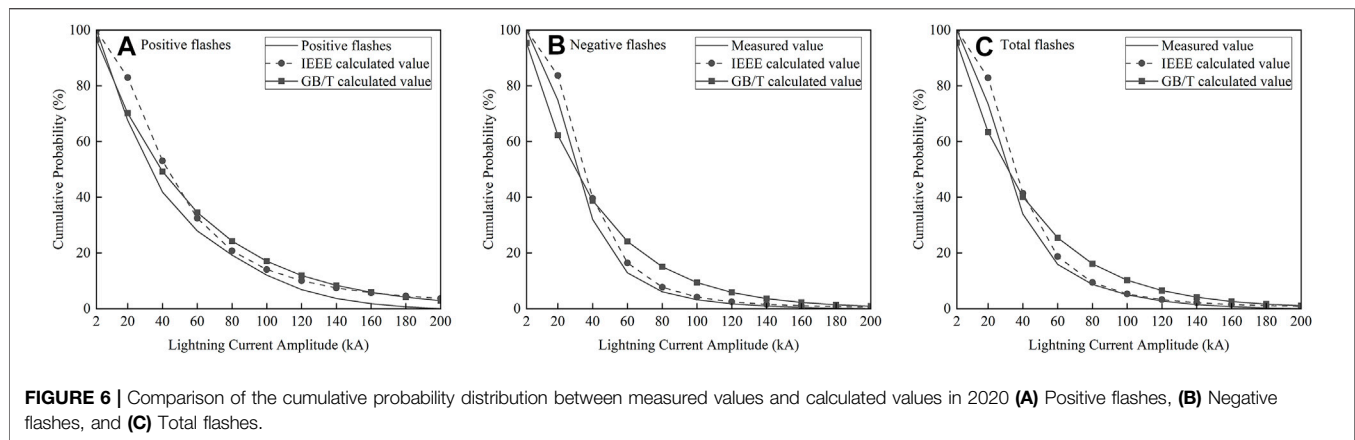 A Positive flashes
Positive flashes
IEEE calculated value
GB/T calculated value
100
80
60
40
20
0
Cumulative Probability (%)
2 20 40 60 80 100 120 140 160 180 200
Lightning Current Amplitude (kA)
B Negative flashes
Measured value
IEEE calculated value
GB/T calculated value
100
80
60
40
20
0
Cumulative Probability (%)
2 20 40 60 80 100 120 140 160 180 200
Lightning Current Amplitude (kA)
C Total flashes
Measured value
IEEE calculated value
GB/T calculated value
100
80
60
40
20
0
Cumulative Probability (%)
2 20 40 60 80 100 120 140 160 180 200
Lightning Current Amplitude (kA)
FIGURE 6 | Comparison of the cumulative probability distribution between measured values and calculated values in 2020 (A) Positive flashes, (B) Negative
flashes, and (C) Total flashes.